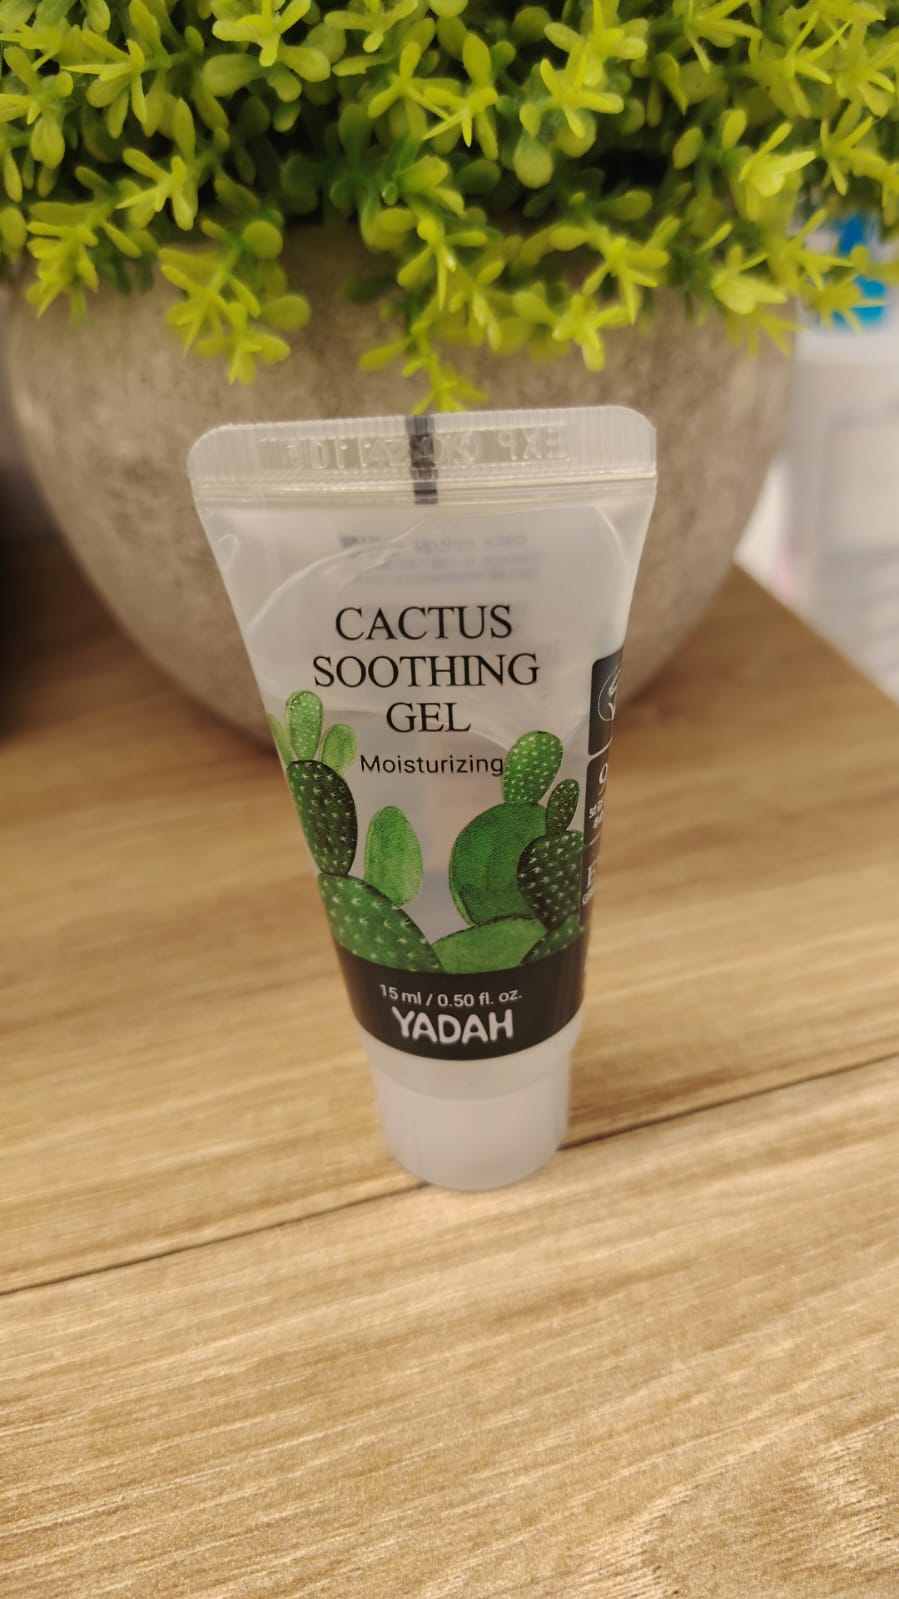 CACTUS
SOOTHING
GEL
Moisturizing
15 ml / 0.50 fl. oz.
YADAH